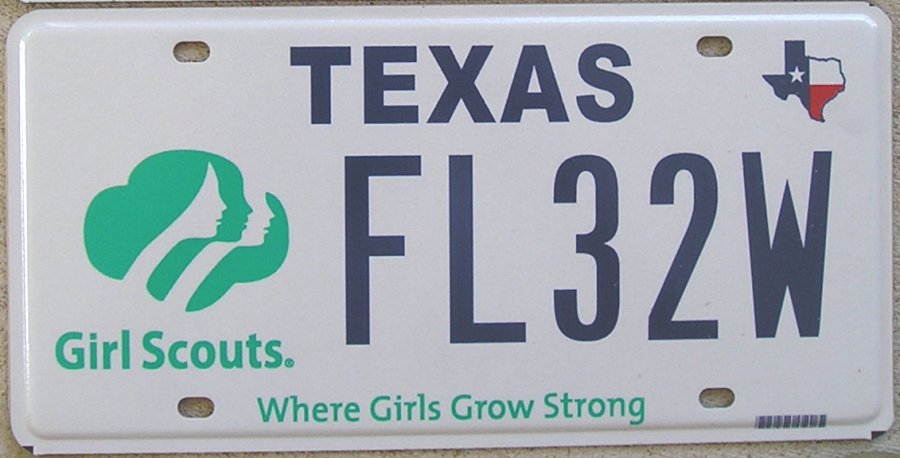 TEXAS
FL32W
Girl Scouts®
Where Girls Grow Strong